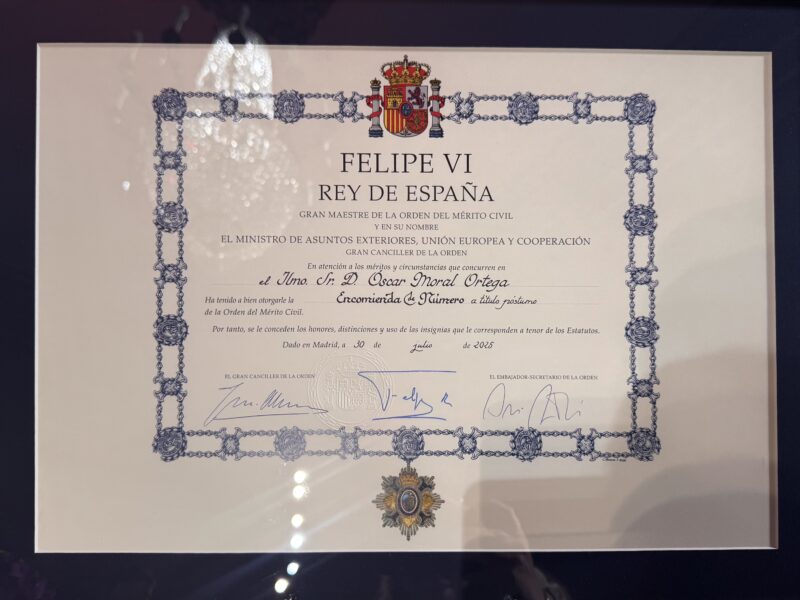 FELIPE VI
REY DE ESPAÑA
GRAN MAESTRE DE LA ORDEN DEL MÉRITO CIVIL
Y EN SU NOMBRE
EL MINISTRO DE ASUNTOS EXTERIORES, UNIÓN EUROPEA Y COOPERACIÓN
GRAN CANCILLER DE LA ORDEN
En atención a los méritos y circunstancias que concurren en
el Ilmo. Sr. D. Óscar Moral Ortega
Ha tenido a bien otorgarle la Encomienda de Número a título póstumo
de la Orden del Mérito Civil.
Por tanto, se le conceden los honores, distinciones y uso de las insignias que le corresponden a tenor de los Estatutos.
Dado en Madrid, a 30 de julio de 2025
EL GRAN CANCILLER DE LA ORDEN
EL EMBAJADOR-SECRETARIO DE LA ORDEN